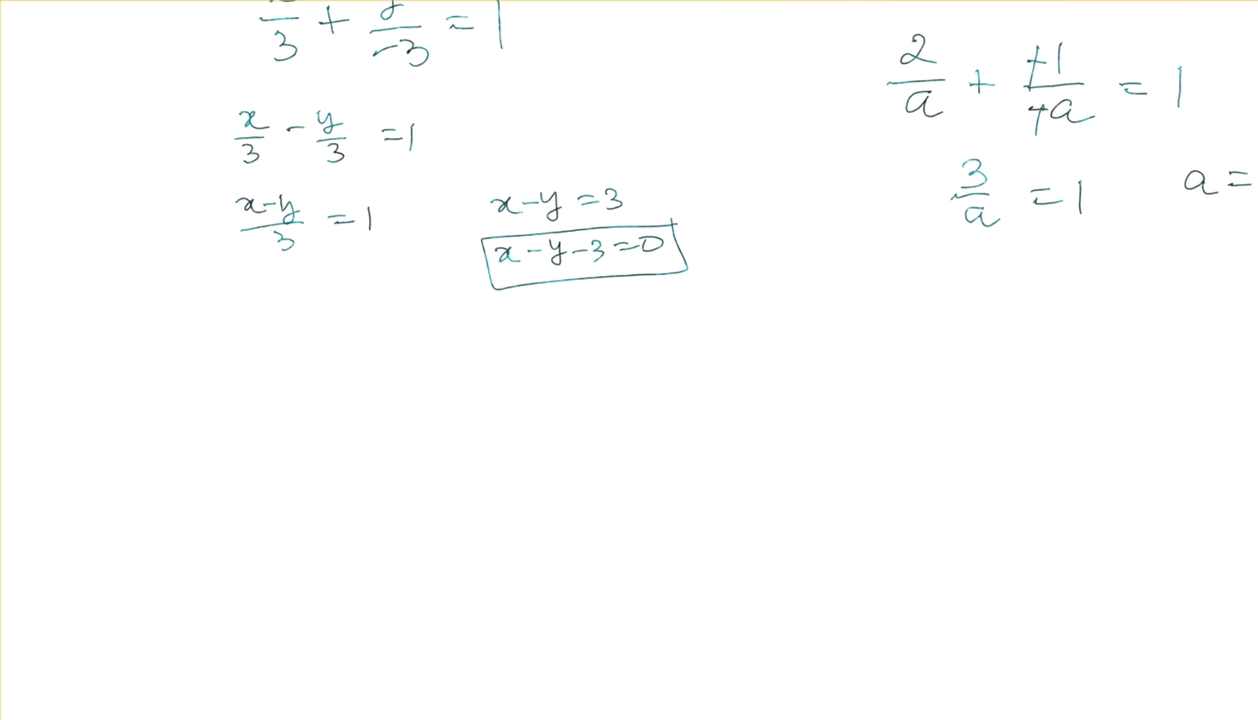 x/3 + y/-3 = 1
x/3 - y/3 = 1
(x-y)/3 = 1
x-y = 3
x-y-3=0
2/a + -1/-a = 1
3/a = 1
a =